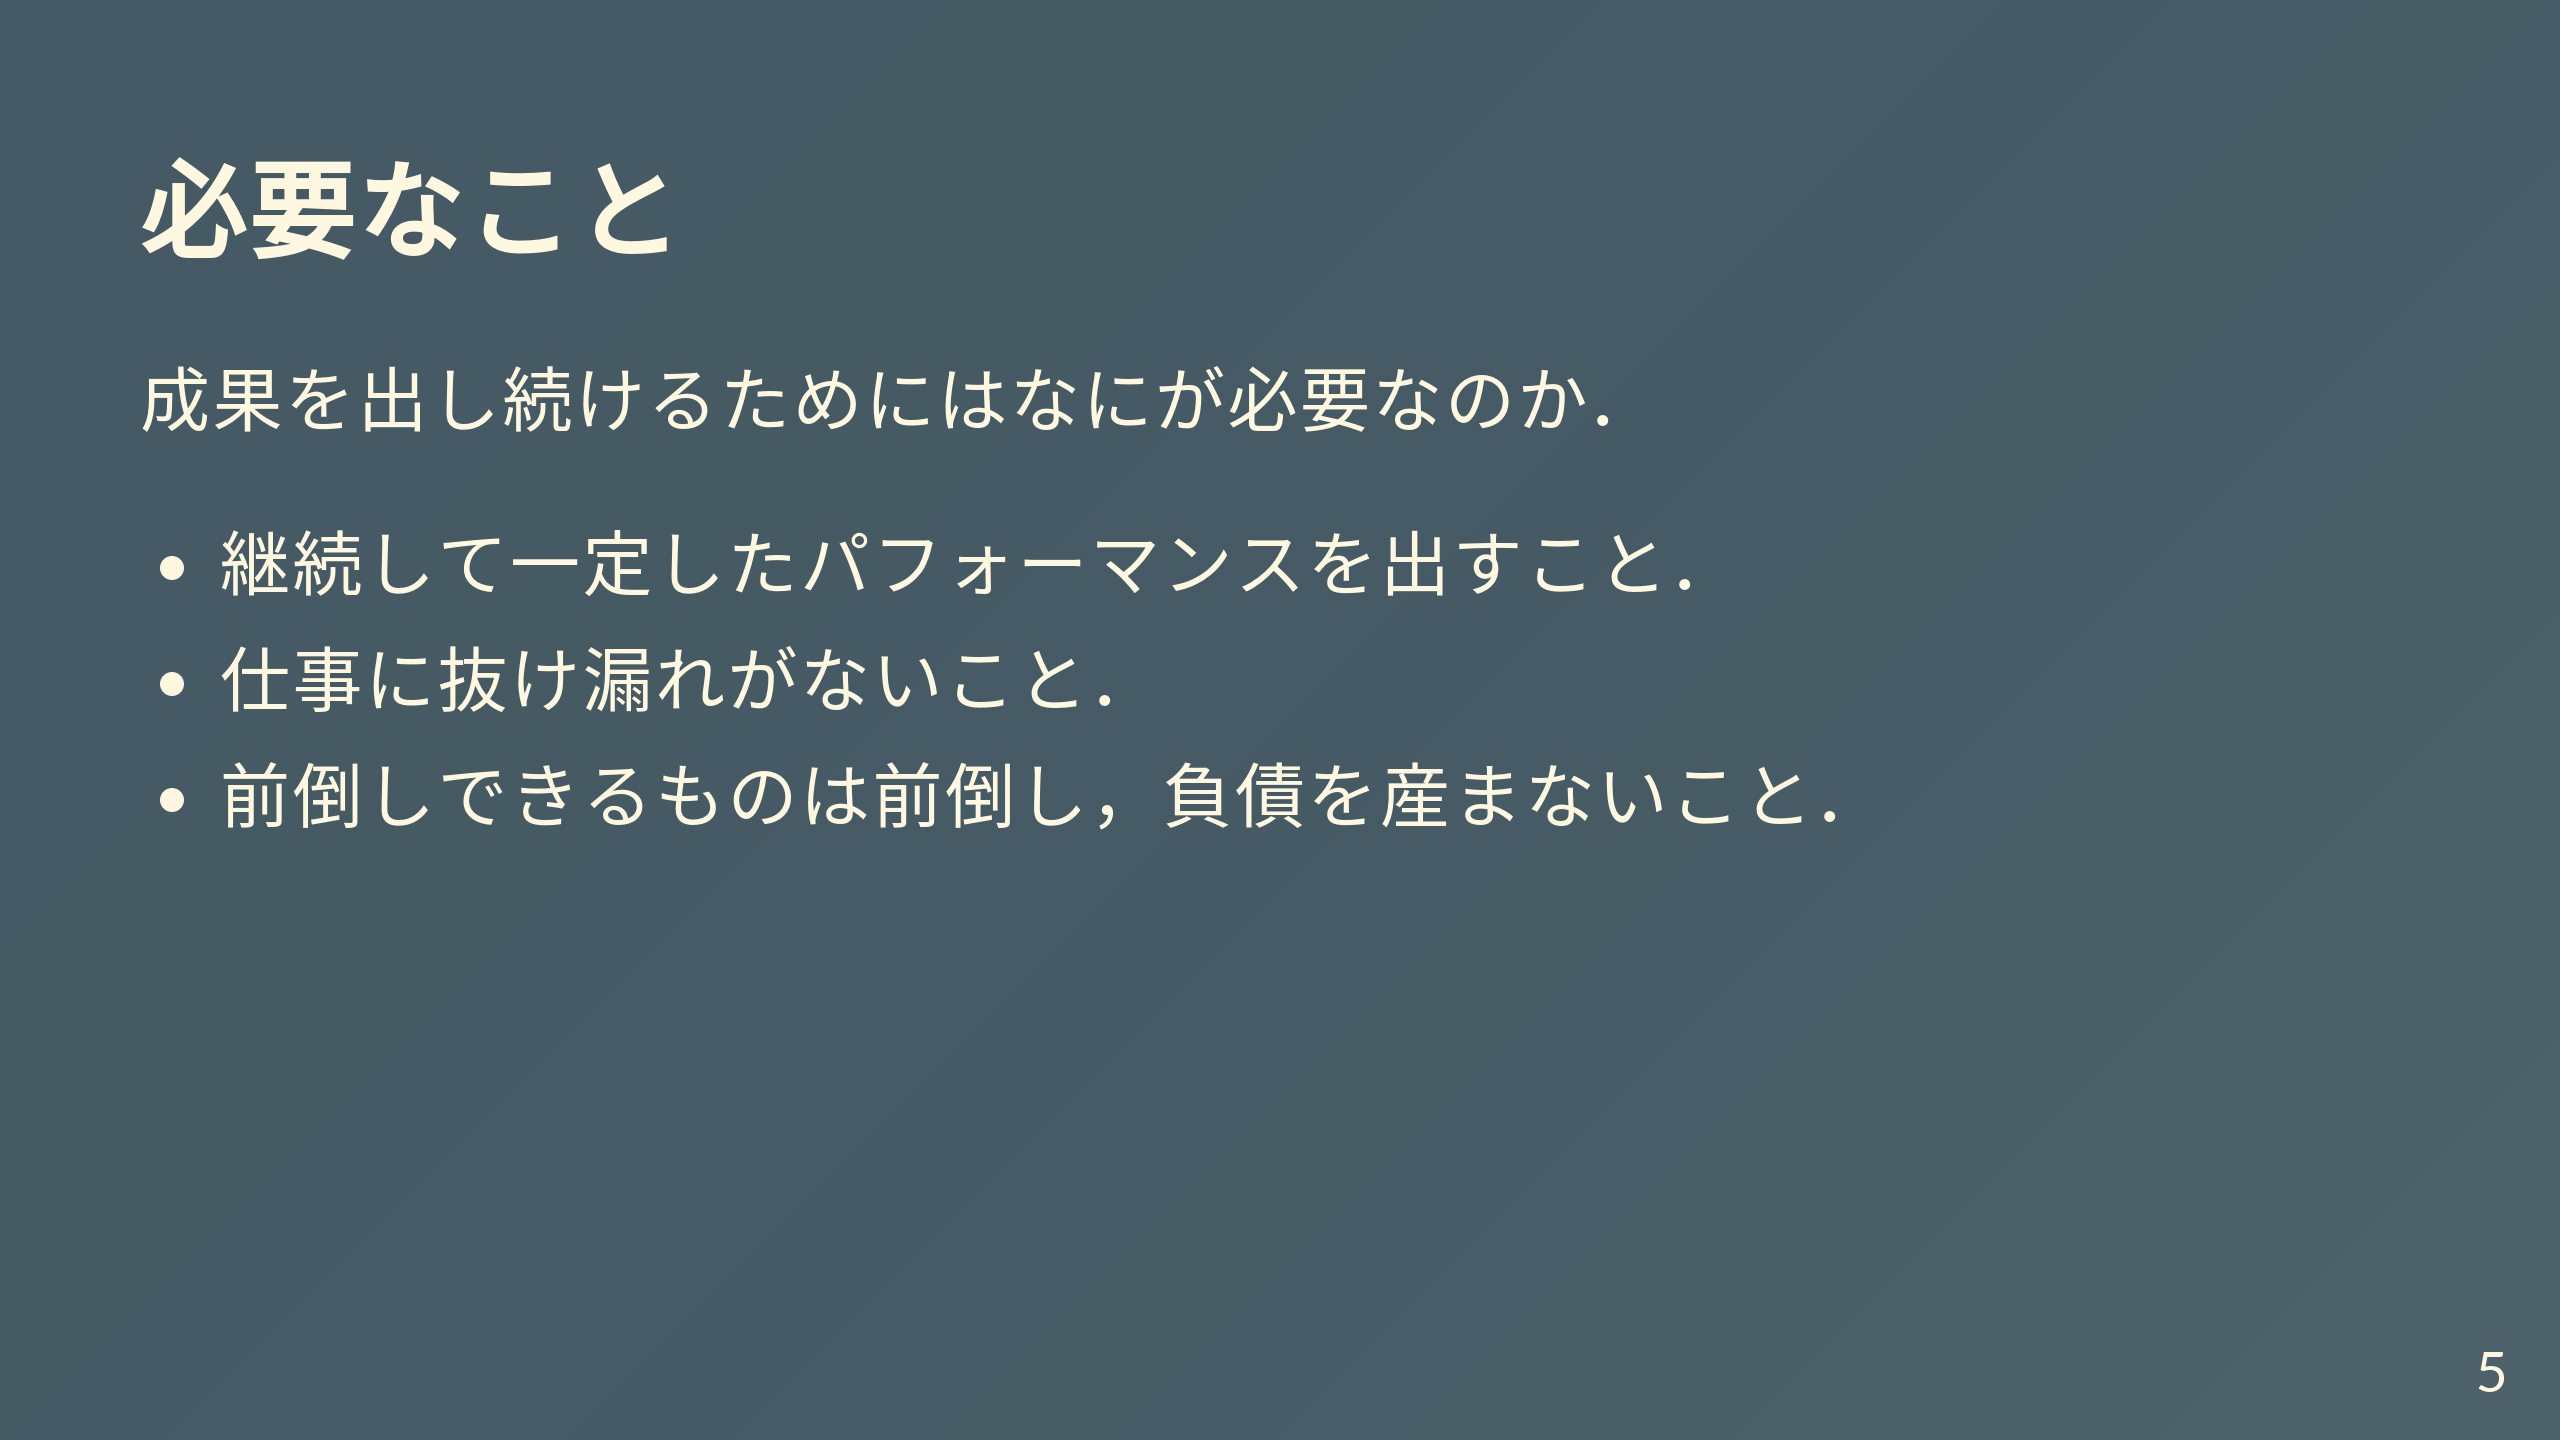 必要なこと
成果を出し続けるためにはなにが必要なのか．
• 継続して一定したパフォーマンスを出すこと．
• 仕事に抜け漏れがないこと．
• 前倒しできるものは前倒し，負債を産まないこと．
5